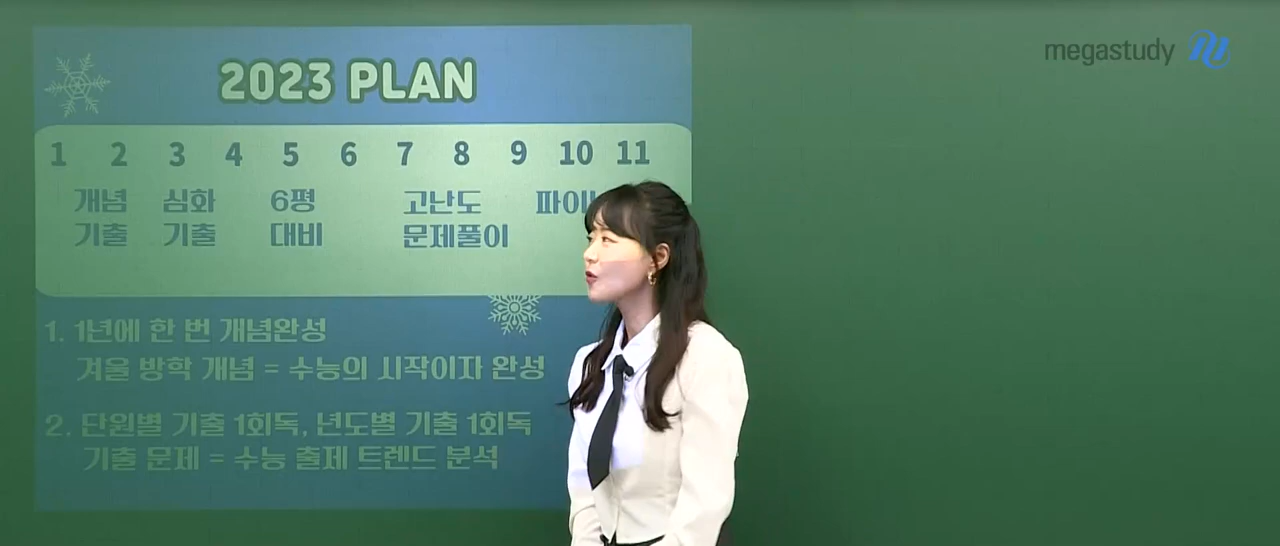 megastudy
2023 PLAN
1 2 3 4 5 6 7 8 9 10 11
개념 심화 6평 고난도
기출 기출 대비 문제풀이
1. 1년에 한 번 개념완성
겨울 방학 개념 = 수능의 시작이자 완성
2. 단원별 기출 1회독, 년도별 기출 1회독
기출 문제 = 수능 출제 트렌드 분석